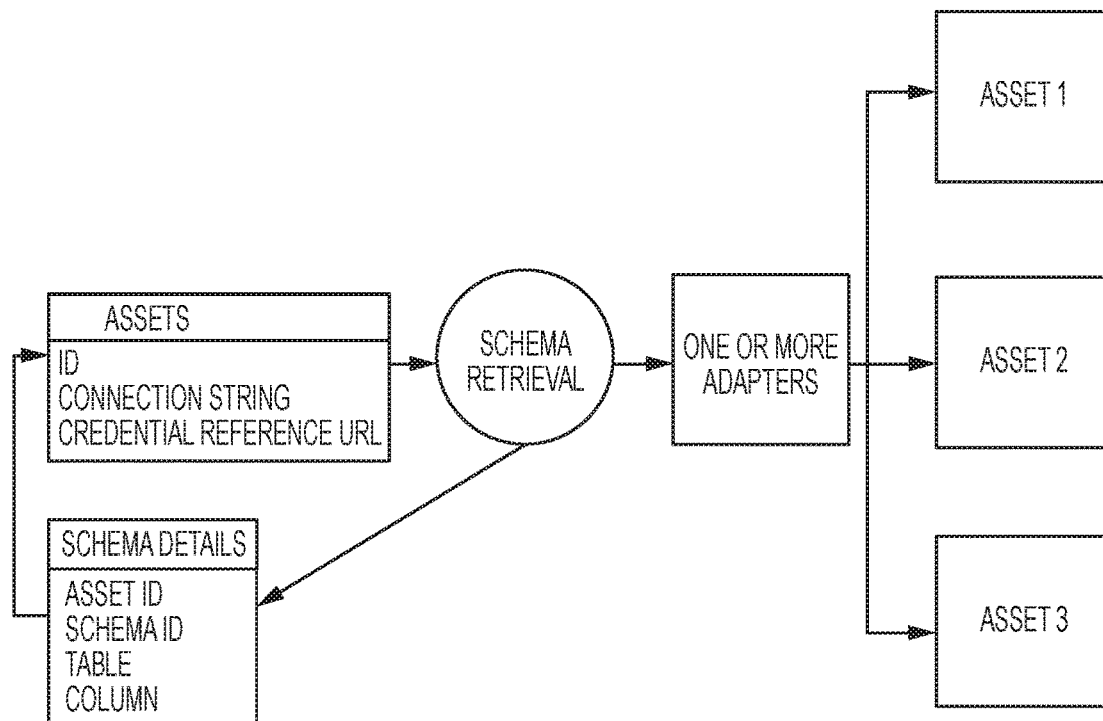 ASSETS
ID
CONNECTION STRING
CREDENTIAL REFERENCE URL
SCHEMA DETAILS
ASSET ID
SCHEMA ID
TABLE
COLUMN
SCHEMA
RETRIEVAL
ONE OR MORE
ADAPTERS
ASSET 1
ASSET 2
ASSET 3